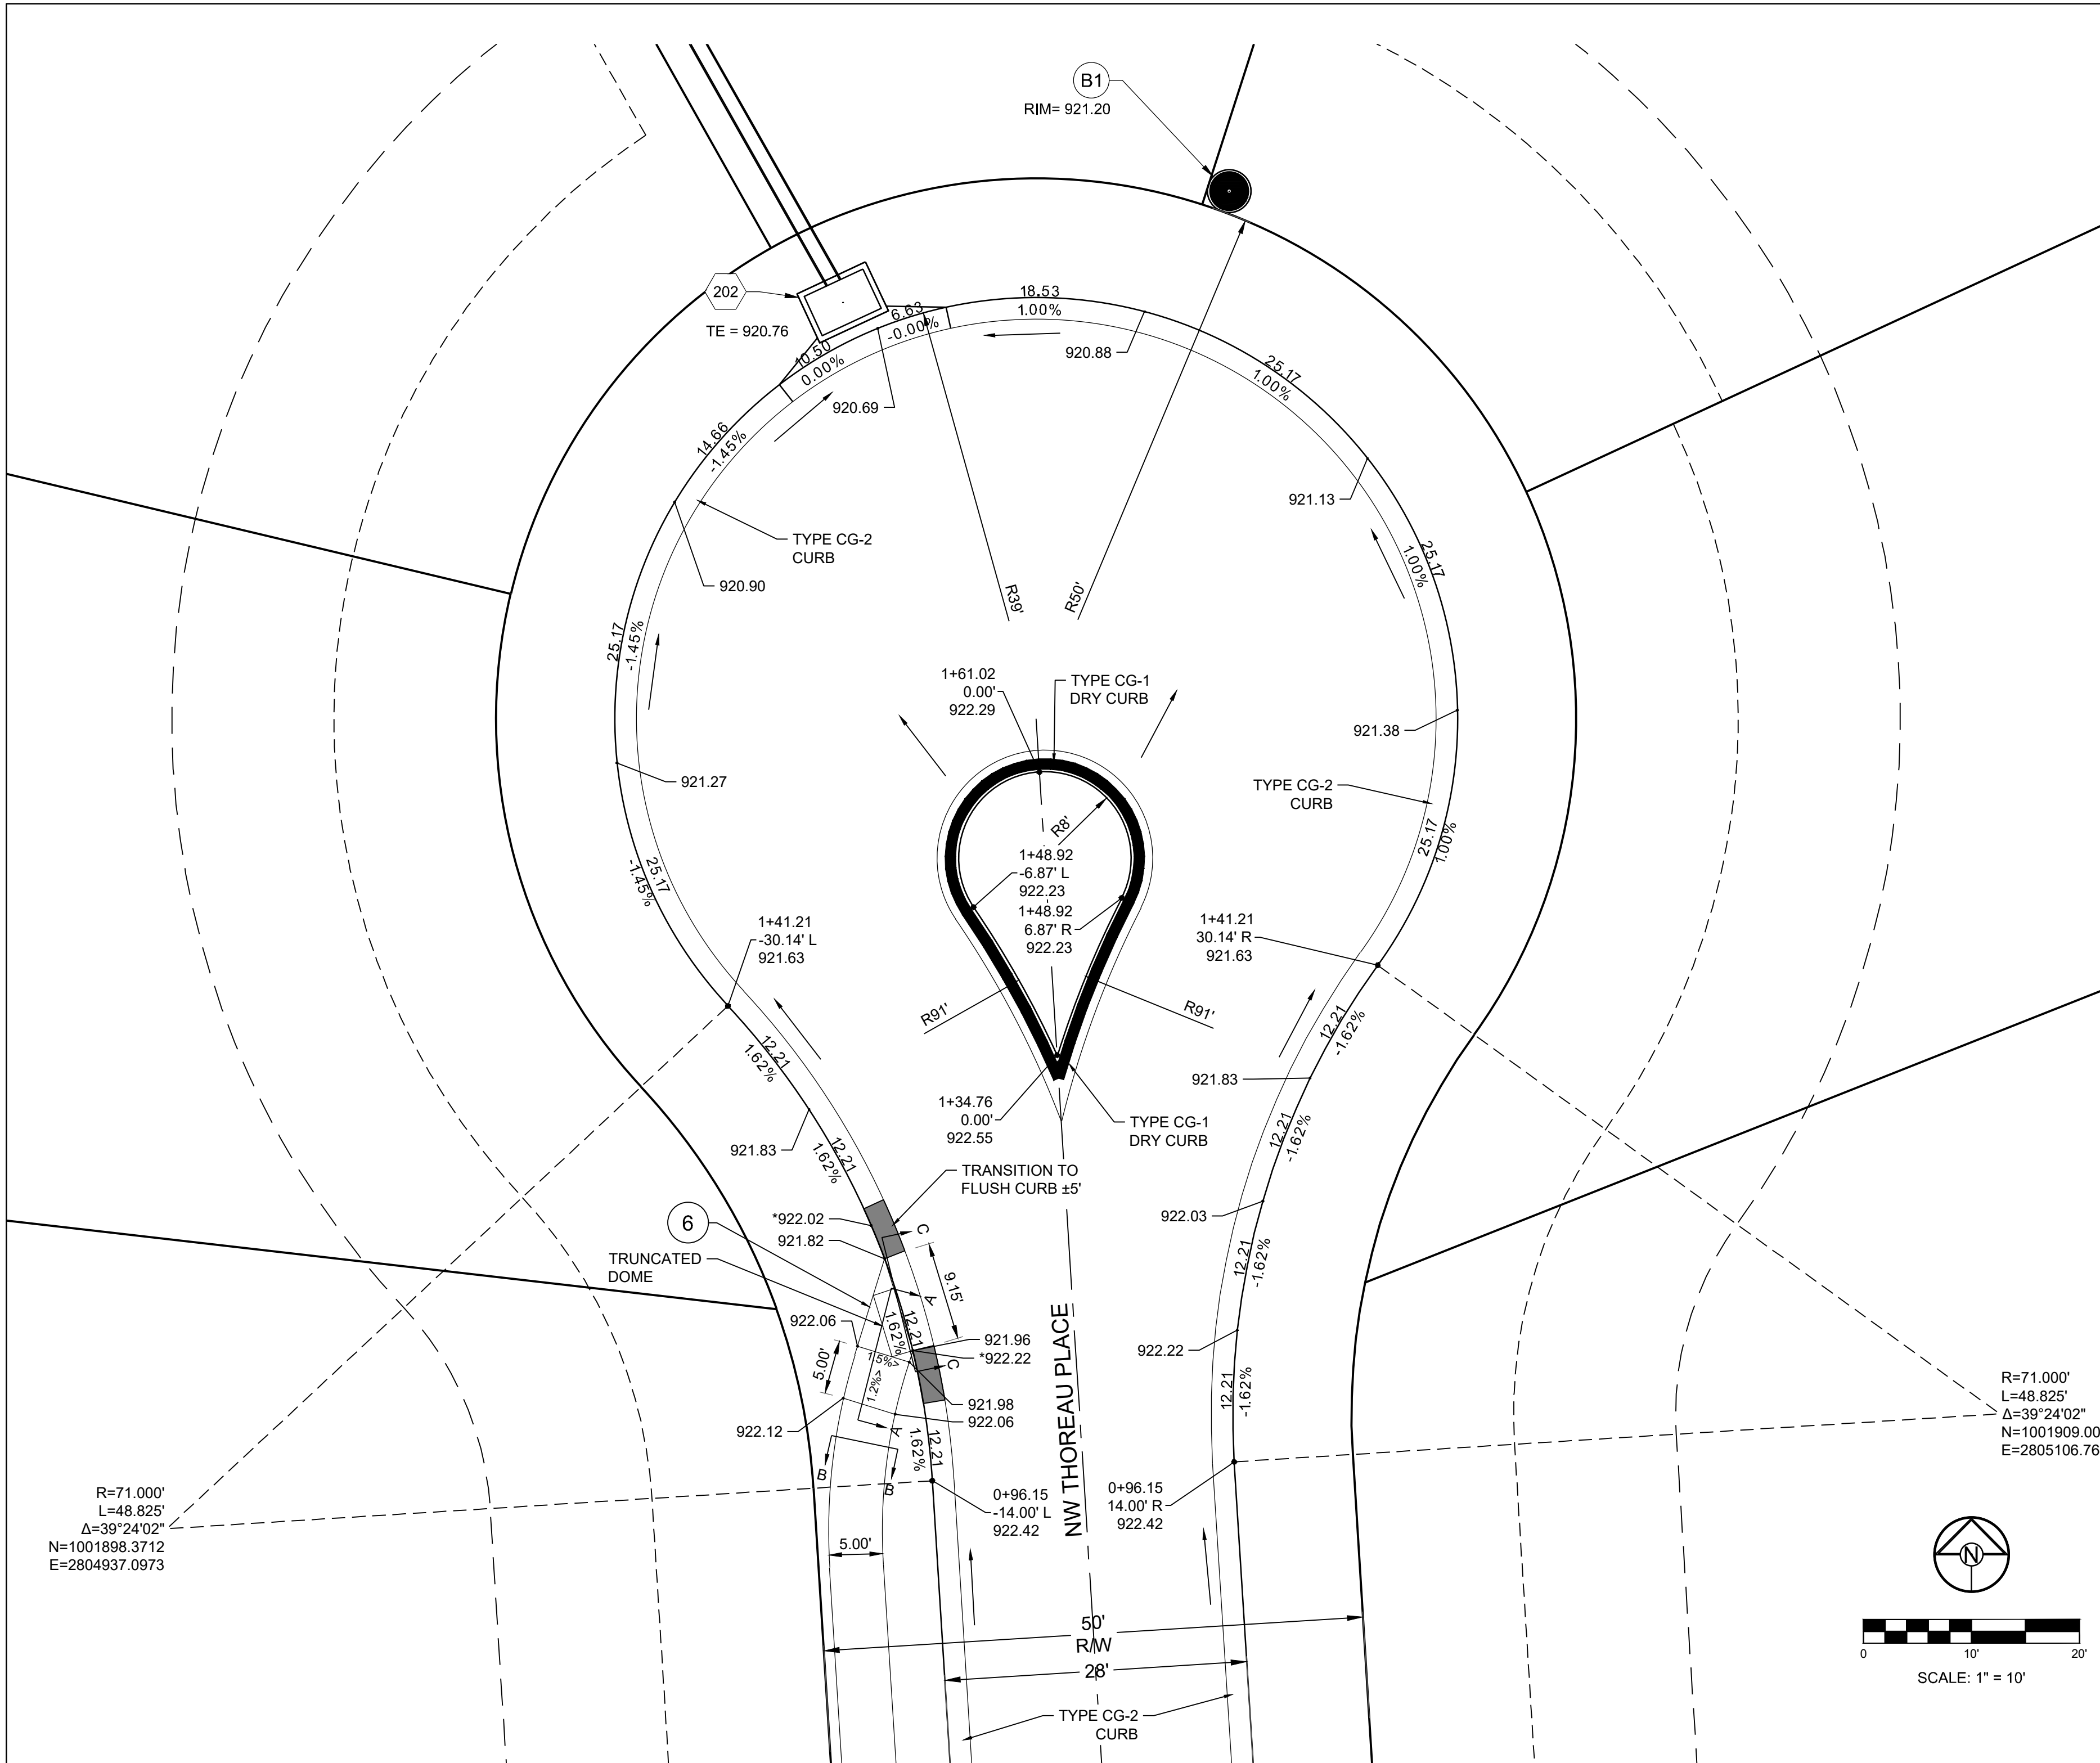 B1
RIM= 921.20
202
TE = 920.76
18.53
1.00%
6.63
-0.00%
10.50
0.00%
920.88
920.69
25.17
1.00%
14.66
-1.45%
921.13
TYPE CG-2
CURB
920.90
25.17
1.00%
R39'
R50'
25.17
-1.45%
1+61.02
0.00'
922.29
TYPE CG-1
DRY CURB
921.38
921.27
TYPE CG-2
CURB
R8'
25.17
1.00%
1+48.92
-6.87' L
922.23
1+48.92
6.87' R
922.23
25.17
-1.45%
1+41.21
-30.14' L
921.63
1+41.21
30.14' R
921.63
R91'
R91'
12.21
1.62%
12.21
-1.62%
921.83
1+34.76
0.00'
922.55
TYPE CG-1
DRY CURB
921.83
12.21
1.62%
12.21
-1.62%
TRANSITION TO
FLUSH CURB ±5'
6
*922.02
921.82
C
922.03
TRUNCATED
DOME
9.15'
A
12.21
-1.62%
922.06
12.21
1.62%
921.96
*922.22
C
922.22
5.00'
1.5%>
1.2%>
921.98
922.06
922.12
A
12.21
1.62%
12.21
-1.62%
B
B
NW THOREAU PLACE
R=71.000'
L=48.825'
Δ=39°24'02"
N=1001909.00
E=2805106.76
R=71.000'
L=48.825'
Δ=39°24'02"
N=1001898.3712
E=2804937.0973
0+96.15
-14.00' L
922.42
0+96.15
14.00' R
922.42
5.00'
N
50'
R/W
28'
TYPE CG-2
CURB
0
10'
20'
SCALE: 1" = 10'